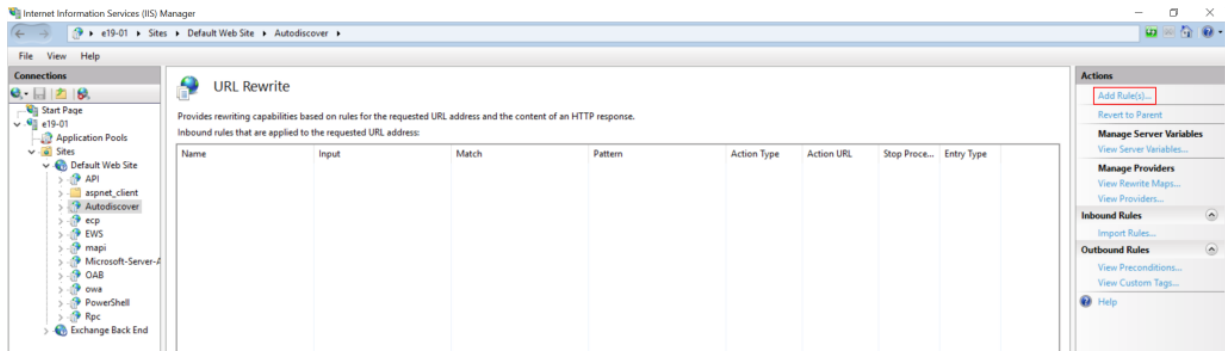 Internet Information Services (IIS) Manager
e19-01 Sites Default Web Site Autodiscover
File View Help
Connections
Start Page
e19-01
Application Pools
Sites
Default Web Site
API
aspnet_client
Autodiscover
ecp
EWS
mapi
Microsoft-Server-A
OAB
owa
PowerShell
Rpc
Exchange Back End
URL Rewrite
Provides rewriting capabilities based on rules for the requested URL address and the content of an HTTP response.
Inbound rules that are applied to the requested URL address:
Name Input Match Pattern Action Type Action URL Stop Proce... Entry Type
Actions
Add Rule(s)...
Revert to Parent
Manage Server Variables
View Server Variables...
Manage Providers
View Rewrite Maps...
View Providers...
Inbound Rules
Import Rules...
Outbound Rules
View Preconditions...
View Custom Tags...
Help